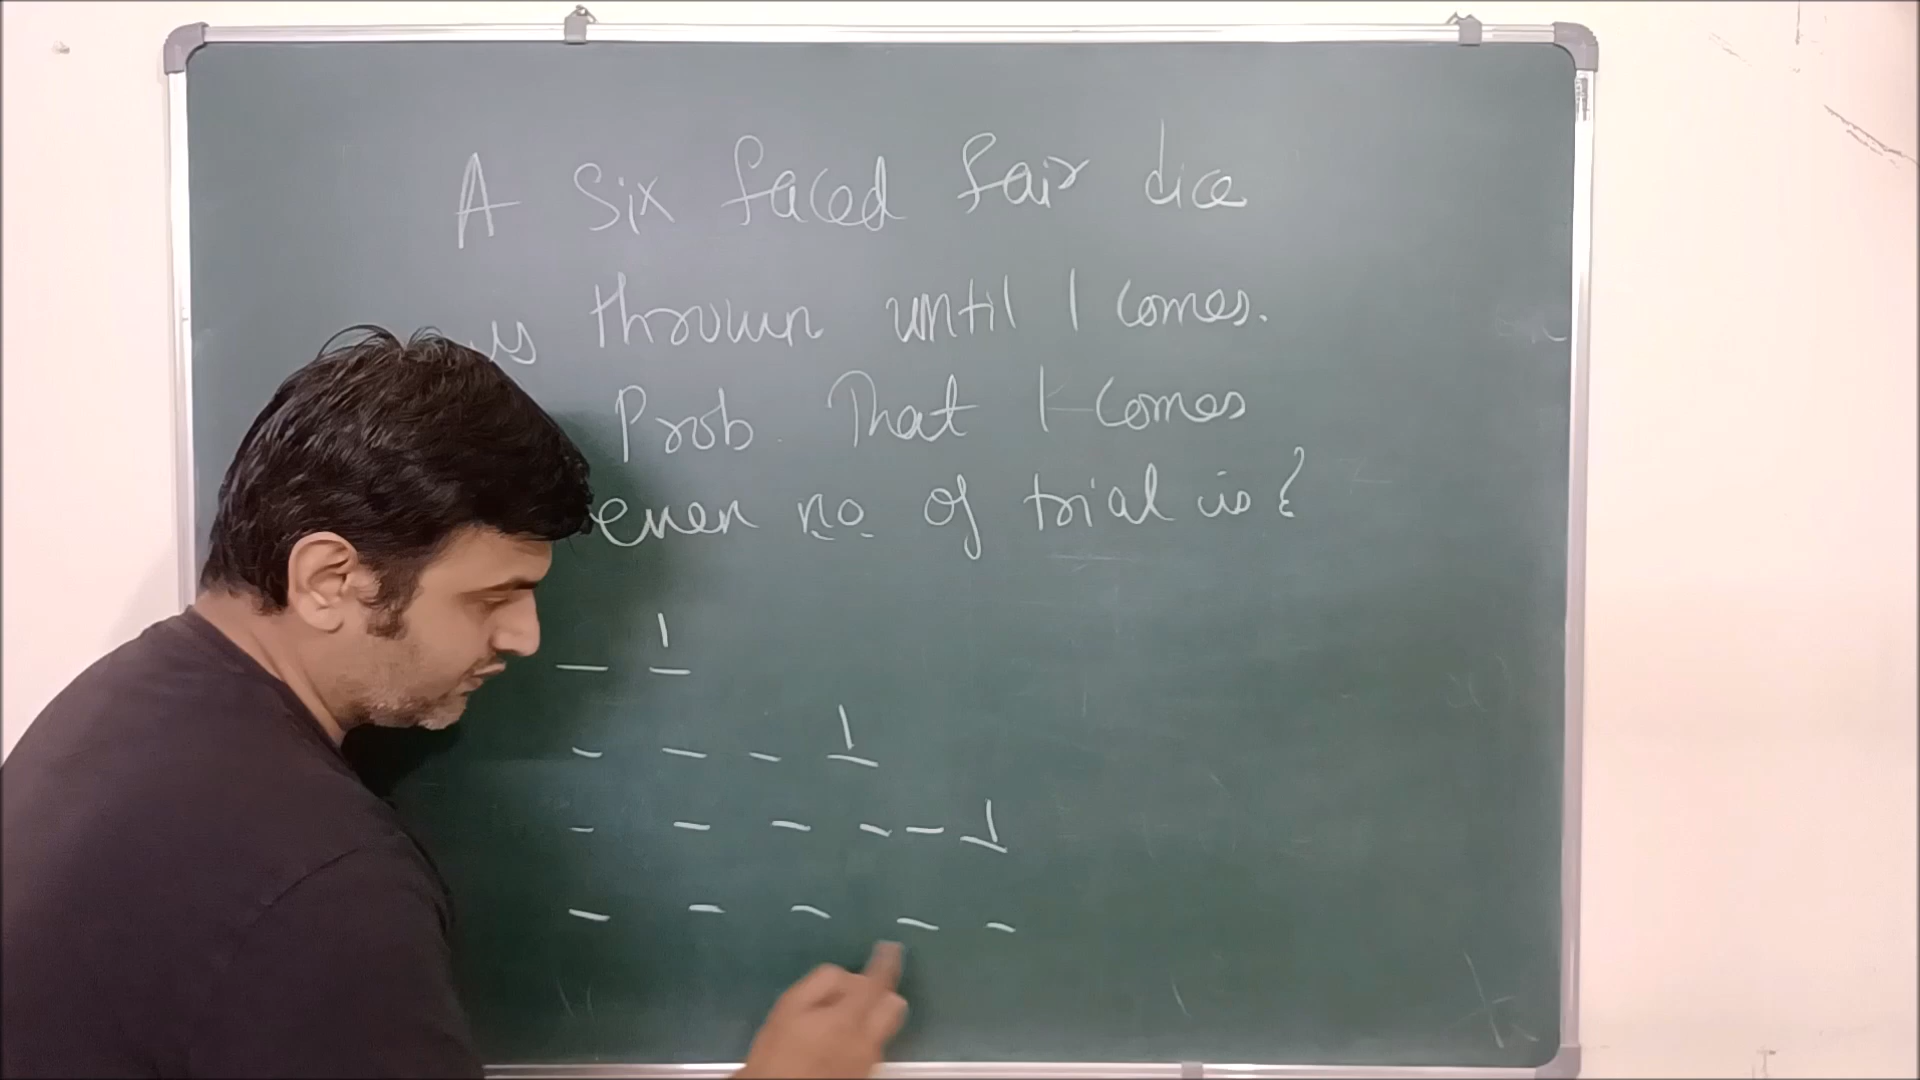 A Six faced fair dice
is thrown until 1 comes.
Prob. That 1 comes
even no of trial is ?
_ 1
_ _ _ 1
_ _ _ _ _ 1
_ _ _ _ _